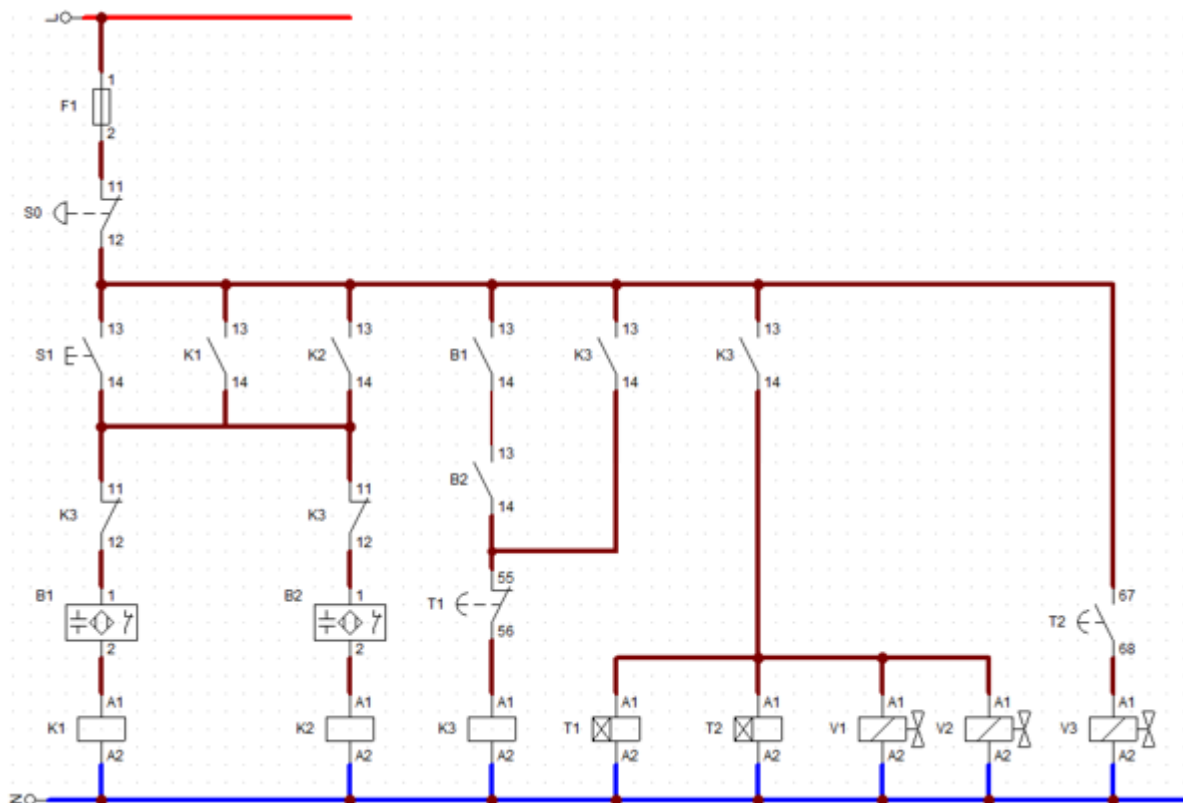 L
1
F1
2
11
S0
12
13 13 13 13 13 13
S1 K1 K2 B1 K3 K3
14 14 14 14 14 14
13
B2
14
11 11
K3 K3
12 12
55
T1
56
B1 1 B2 1
2 2
67
T2
68
A1 A1 A1 A1 A1 A1 A1 A1
K1 K2 K3 T1 T2 V1 V2 V3
A2 A2 A2 A2 A2 A2 A2 A2
N